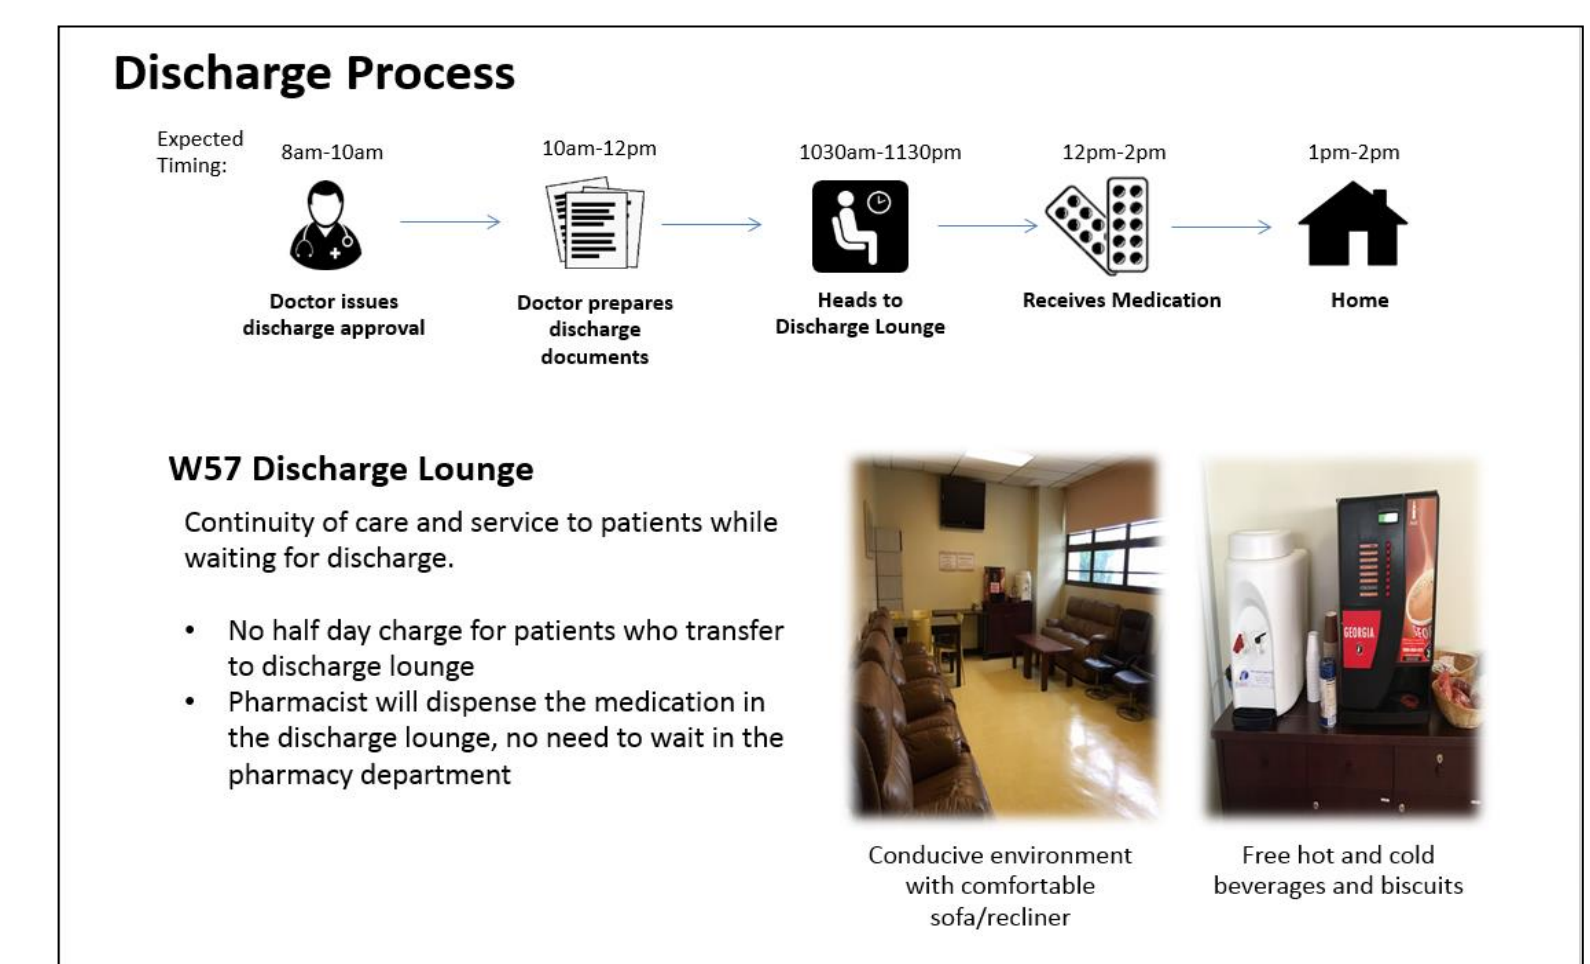 Discharge Process
Expected
Timing:
8am-10am
10am-12pm
1030am-1130pm
12pm-2pm
1pm-2pm
Doctor issues
discharge approval
Doctor prepares
discharge
documents
Heads to
Discharge Lounge
Receives Medication
Home
W57 Discharge Lounge
Continuity of care and service to patients while
waiting for discharge.
• No half day charge for patients who transfer
to discharge lounge
• Pharmacist will dispense the medication in
the discharge lounge, no need to wait in the
pharmacy department
GEORGIA
Conducive environment
with comfortable
sofa/recliner
Free hot and cold
beverages and biscuits